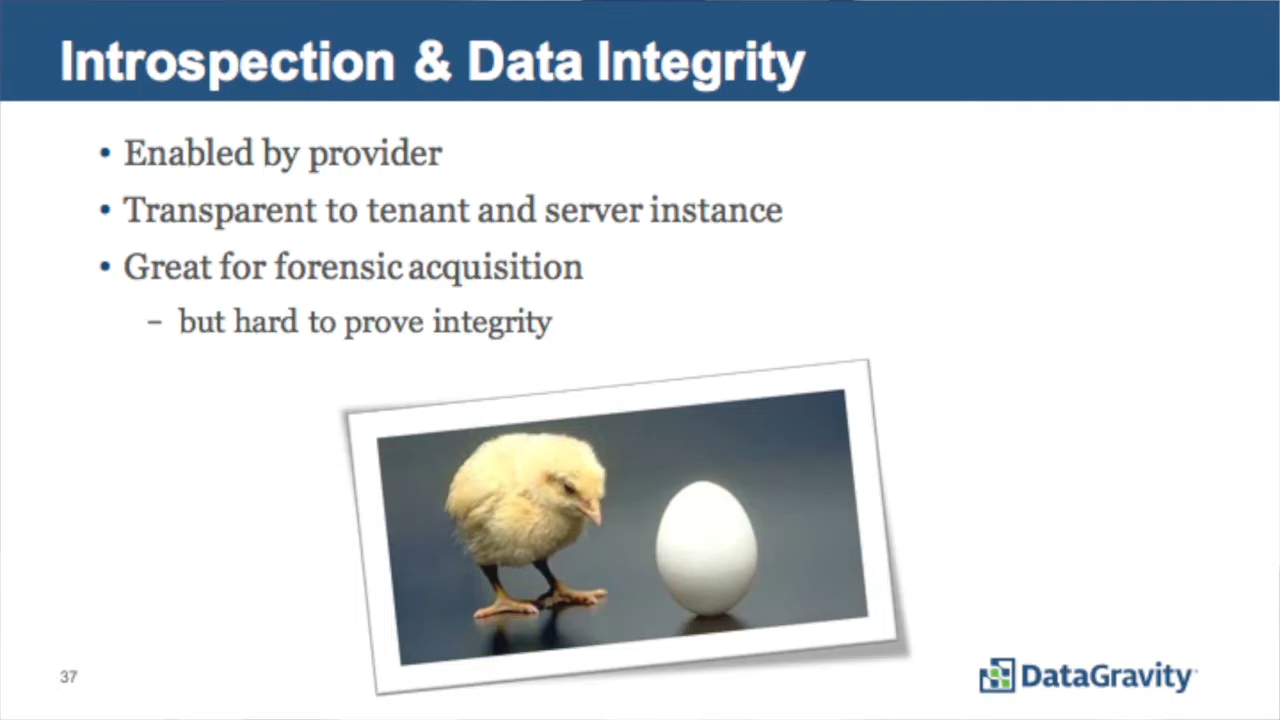 Introspection & Data Integrity
• Enabled by provider
• Transparent to tenant and server instance
• Great for forensic acquisition
– but hard to prove integrity
37
DataGravity